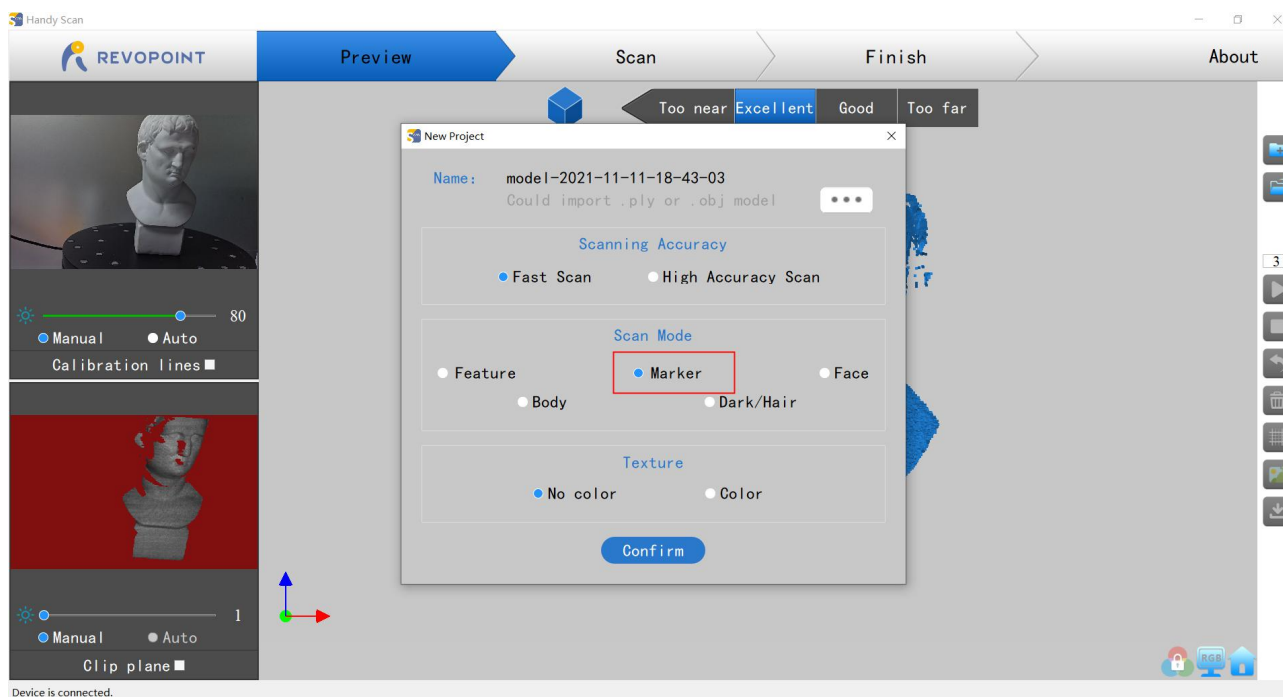 Handy Scan
REVOPOINT
Preview
Scan
Finish
About
Too near Excellent Good Too far
New Project
Name: model-2021-11-11-18-43-03
Could import .ply or .obj model
Scanning Accuracy
Fast Scan High Accuracy Scan
Scan Mode
Feature Marker Face
Body Dark/Hair
Texture
No color Color
Confirm
80
Manual Auto
Calibration lines
1
Manual Auto
Clip plane
3
RGB
Device is connected.